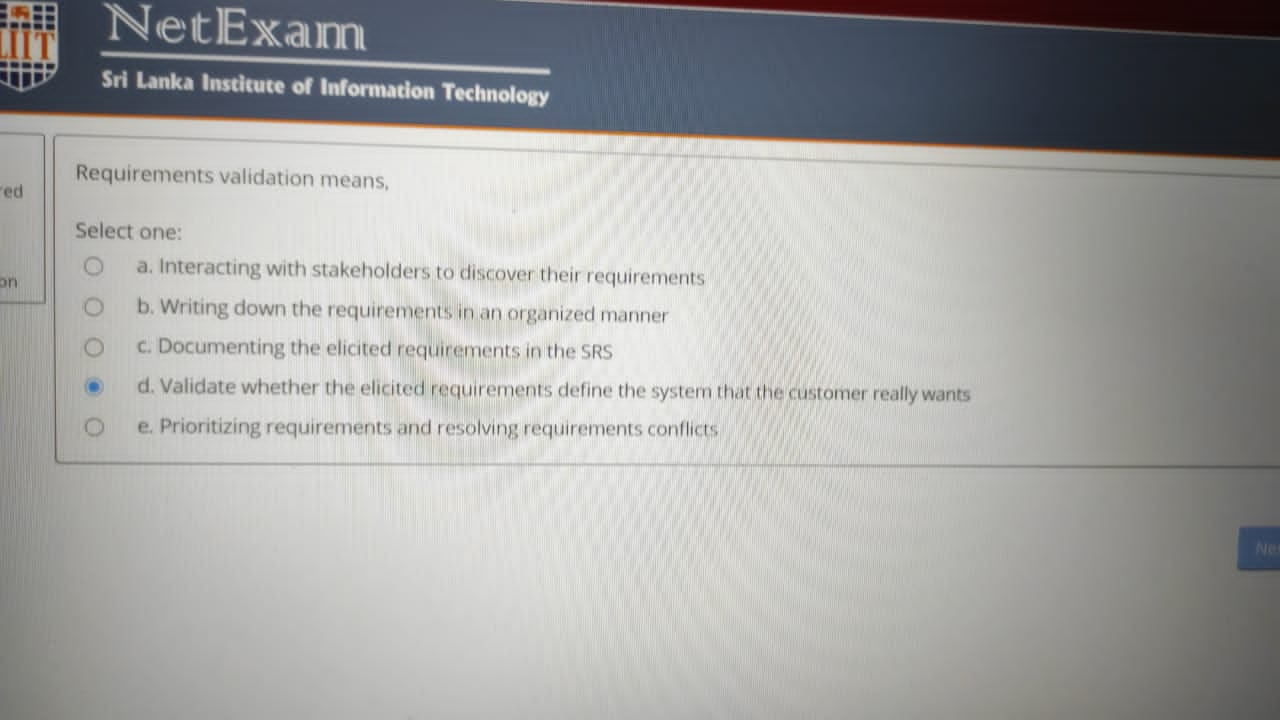 LIIT
NetExam
Sri Lanka Institute of Information Technology
red
on
Requirements validation means,
Select one:
a. Interacting with stakeholders to discover their requirements
b. Writing down the requirements in an organized manner
c. Documenting the elicited requirements in the SRS
d. Validate whether the elicited requirements define the system that the customer really wants
e. Prioritizing requirements and resolving requirements conflicts
Ne